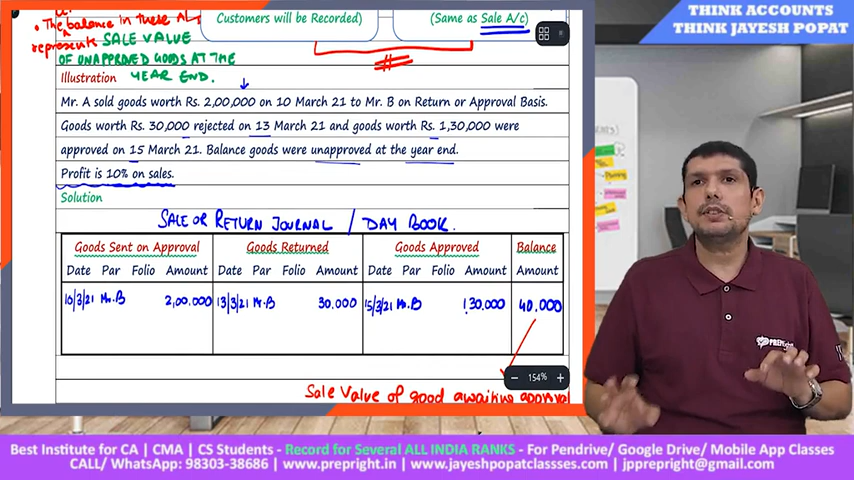 THINK ACCOUNTS
THINK JAYESH POPAT
• The balance in these A/c
represents SALE VALUE
OF UNAPPROVED GOODS AT THE
YEAR END.
Customers will be Recorded)
(Same as Sale A/c)
Illustration
Mr. A sold goods worth Rs. 2,00,000 on 10 March 21 to Mr. B on Return or Approval Basis.
Goods worth Rs. 30,000 rejected on 13 March 21 and goods worth Rs. 1,30,000 were
approved on 15 March 21. Balance goods were unapproved at the year end.
Profit is 10% on sales.
Solution
SALE OR RETURN JOURNAL / DAY BOOK.
Goods Sent on Approval Goods Returned Goods Approved Balance
Date Par Folio Amount Date Par Folio Amount Date Par Folio Amount Amount
10/3/21 Mr.B 2,00.000 13/3/21 Mr.B 30.000 15/3/21 Mr.B 1,30.000 40.000
154%
Sale Value of good awaiting approval
PREPRight
Best Institute for CA | CMA | CS Students - Record for Several ALL INDIA RANKS - For Pendrive/ Google Drive/ Mobile App Classes
CALL/ WhatsApp: 98303-38686 | www.prepright.in | www.jayeshpopatclassses.com | jpprepright@gmail.com